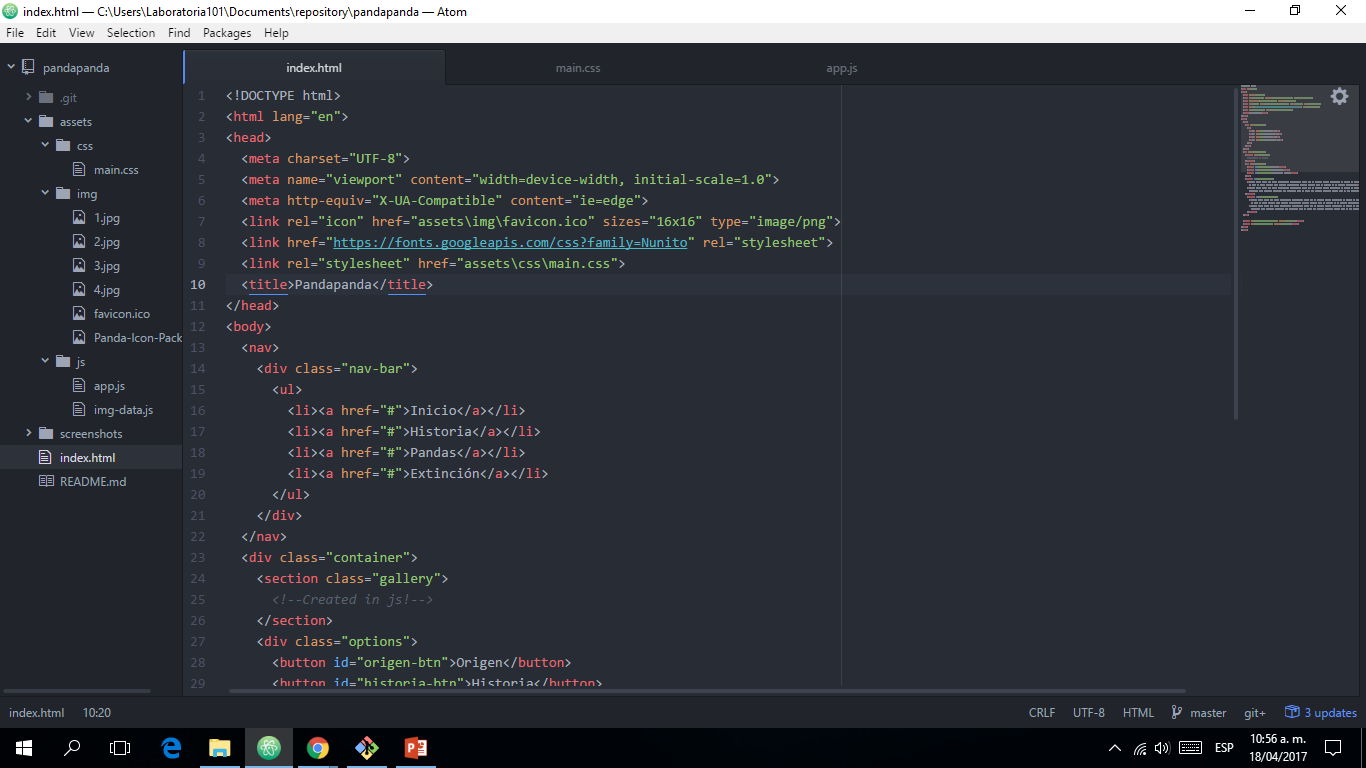 index.html — C:\Users\Laboratoria101\Documents\repository\pandapanda — Atom
File Edit View Selection Find Packages Help
pandapanda
.git
assets
css
main.css
img
1.jpg
2.jpg
3.jpg
4.jpg
favicon.ico
Panda-Icon-Pack
js
app.js
img-data.js
screenshots
index.html
README.md
index.html main.css app.js
1 <!DOCTYPE html>
2 <html lang="en">
3 <head>
4 <meta charset="UTF-8">
5 <meta name="viewport" content="width=device-width, initial-scale=1.0">
6 <meta http-equiv="X-UA-Compatible" content="ie=edge">
7 <link rel="icon" href="assets\img\favicon.ico" sizes="16x16" type="image/png">
8 <link href="https://fonts.googleapis.com/css?family=Nunito" rel="stylesheet">
9 <link rel="stylesheet" href="assets\css\main.css">
10 <title>Pandapanda</title>
11 </head>
12 <body>
13 <nav>
14 <div class="nav-bar">
15 <ul>
16 <li><a href="#">Inicio</a></li>
17 <li><a href="#">Historia</a></li>
18 <li><a href="#">Pandas</a></li>
19 <li><a href="#">Extinción</a></li>
20 </ul>
21 </div>
22 </nav>
23 <div class="container">
24 <section class="gallery">
25 <!--Created in js!-->
26 </section>
27 <div class="options">
28 <button id="origen-btn">Origen</button>
29 <button id="historia-btn">Historia</button>
index.html 10:20 CRLF UTF-8 HTML master git+ 3 updates
ESP
10:56 a. m.
18/04/2017